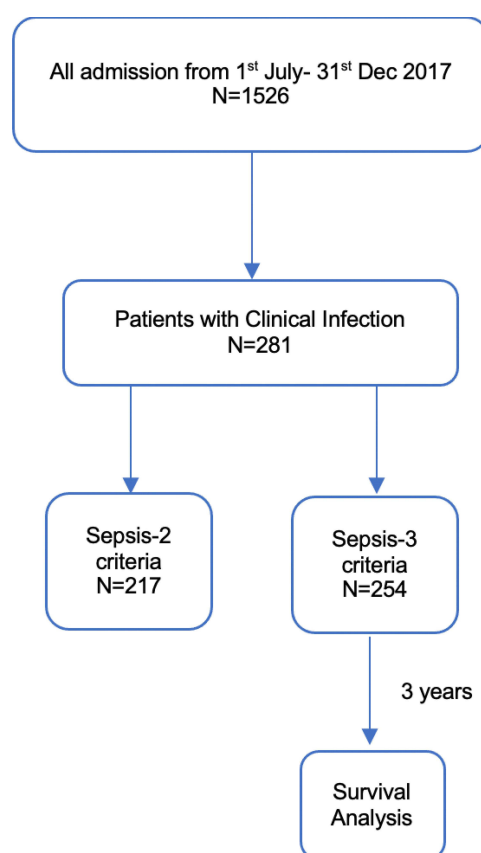 All admission from 1st July- 31st Dec 2017
N=1526
Patients with Clinical Infection
N=281
Sepsis-2
criteria
N=217
Sepsis-3
criteria
N=254
3 years
Survival
Analysis